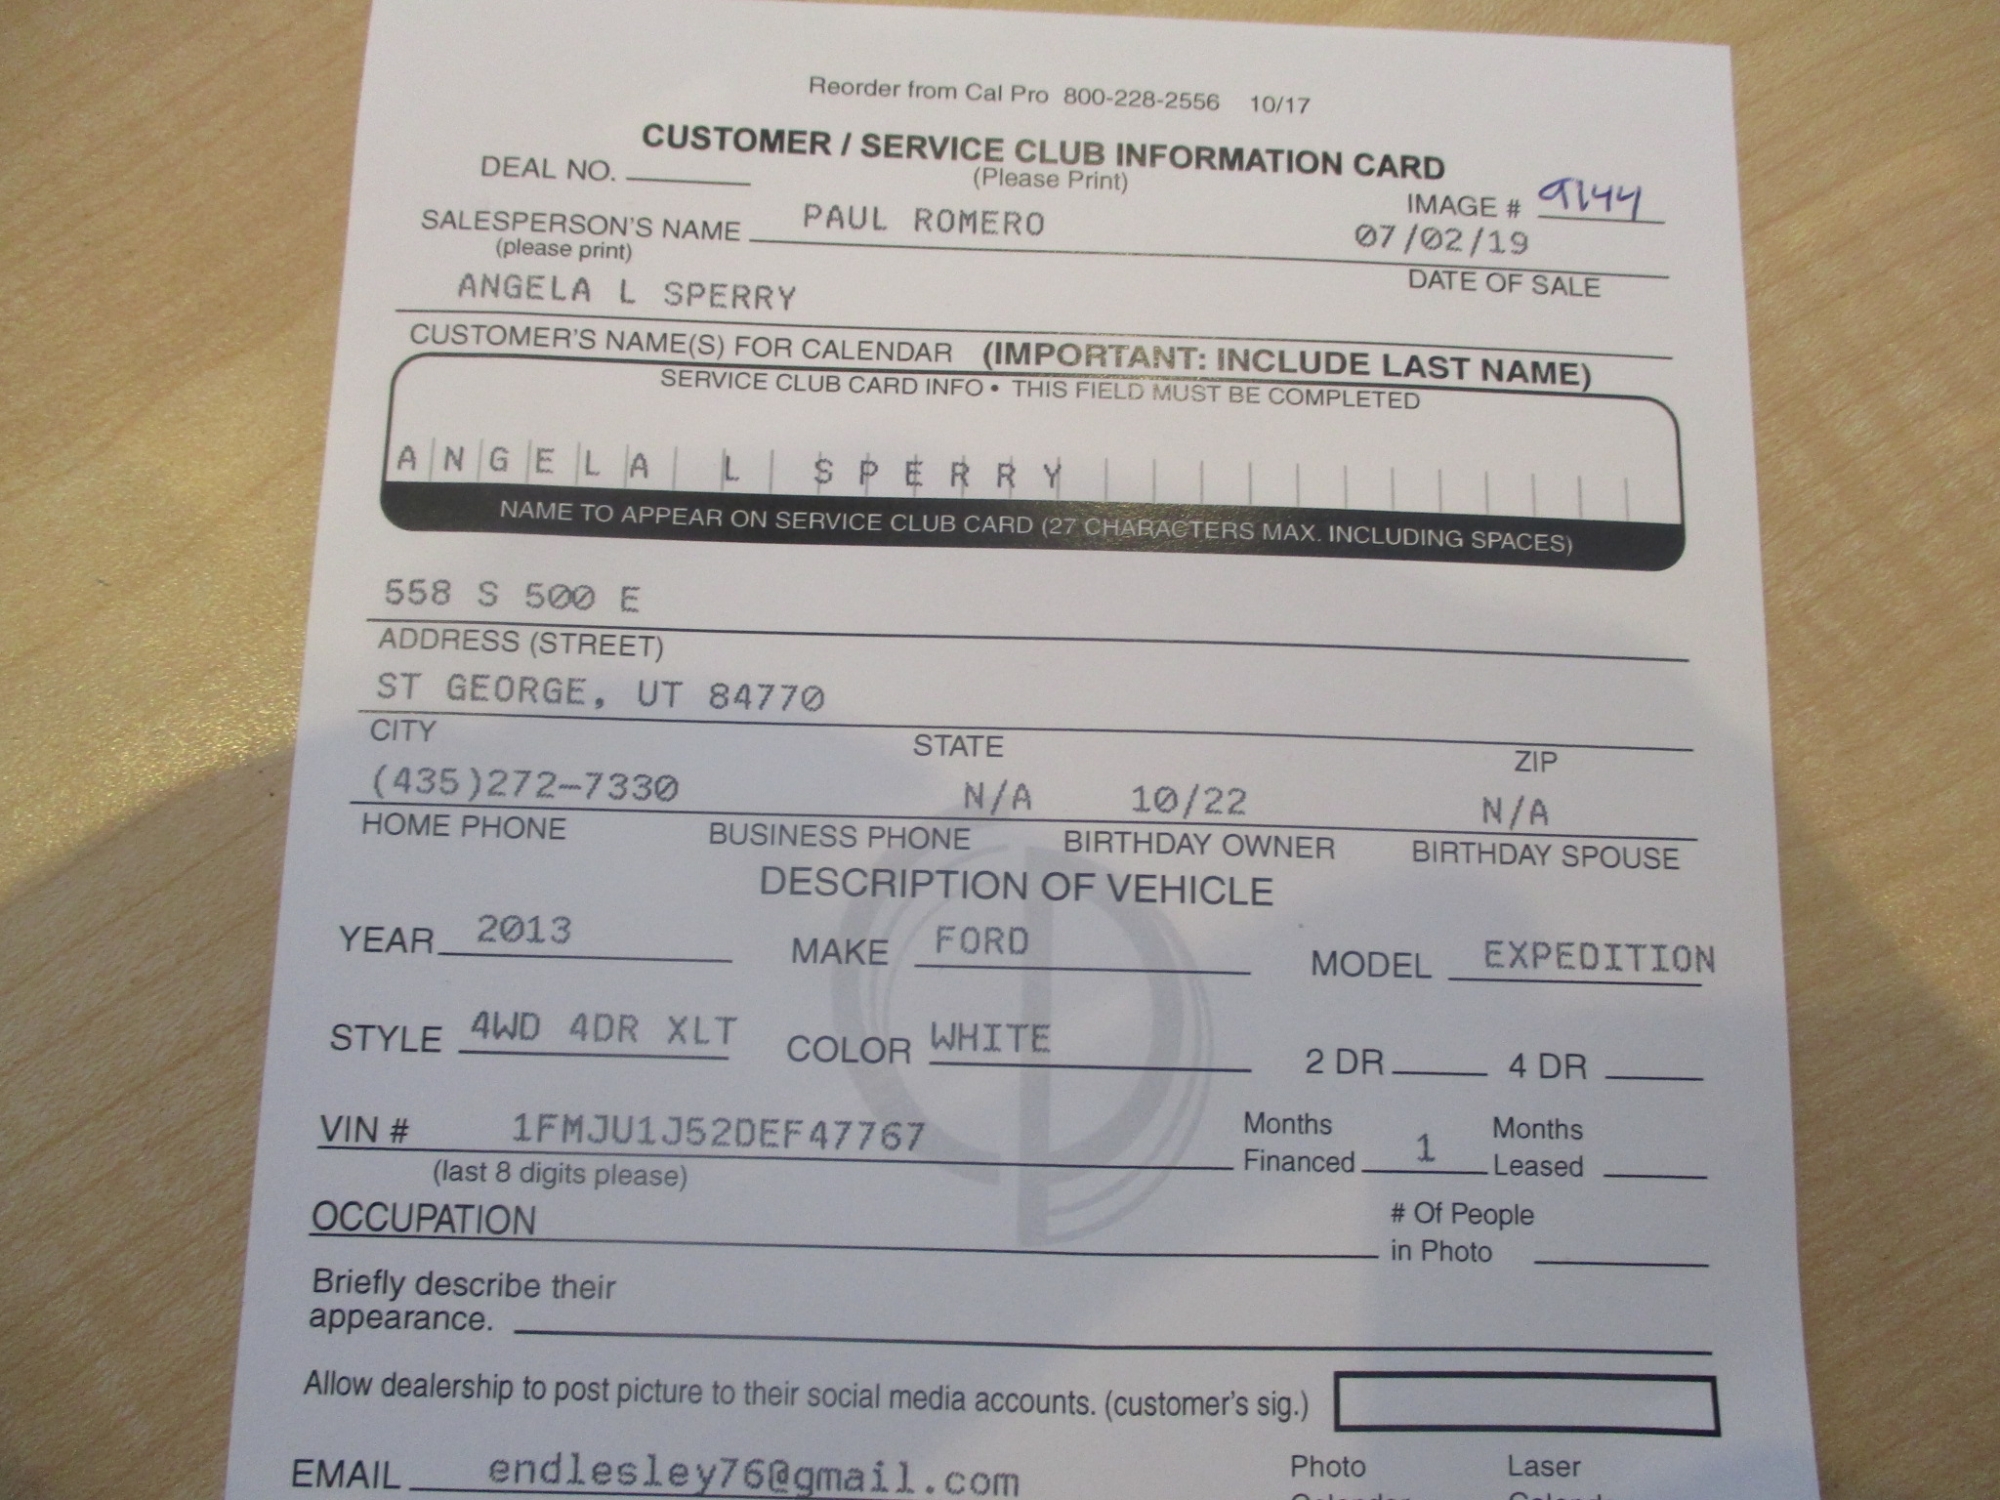 Reorder from Cal Pro 800-228-2556 10/17
CUSTOMER / SERVICE CLUB INFORMATION CARD
DEAL NO. (Please Print)
IMAGE # 9144
SALESPERSON'S NAME PAUL ROMERO 07/02/19
(please print) DATE OF SALE
ANGELA L SPERRY
CUSTOMER'S NAME(S) FOR CALENDAR (IMPORTANT: INCLUDE LAST NAME)
SERVICE CLUB CARD INFO • THIS FIELD MUST BE COMPLETED
ANGELA L SPERRY
NAME TO APPEAR ON SERVICE CLUB CARD (27 CHARACTERS MAX. INCLUDING SPACES)
558 S 500 E
ADDRESS (STREET)
ST GEORGE, UT 84770
CITY STATE ZIP
(435)272-7330 N/A 10/22 N/A
HOME PHONE BUSINESS PHONE BIRTHDAY OWNER BIRTHDAY SPOUSE
DESCRIPTION OF VEHICLE
YEAR 2013 MAKE FORD MODEL EXPEDITION
STYLE 4WD 4DR XLT COLOR WHITE 2 DR 4 DR
VIN # 1FMJU1J52DEF47767 Months Financed 1 Months Leased
(last 8 digits please)
OCCUPATION # Of People in Photo
Briefly describe their
appearance.
Allow dealership to post picture to their social media accounts. (customer's sig.)
EMAIL endlesley76@gmail.com Photo Laser